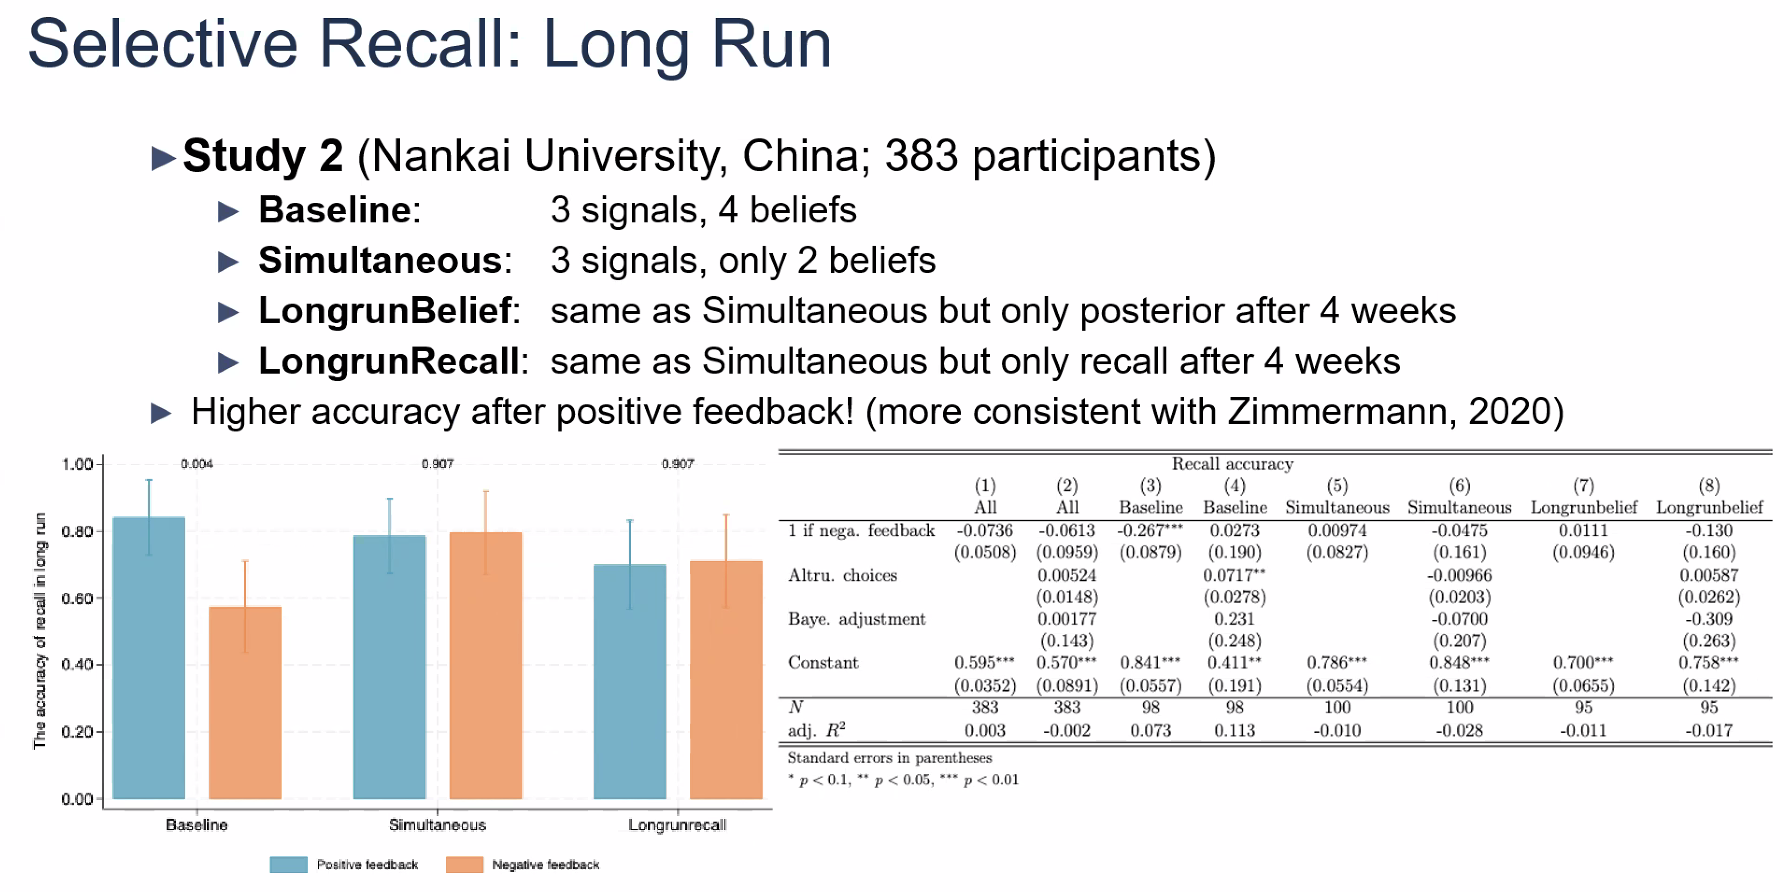 Selective Recall: Long Run
►Study 2 (Nankai University, China; 383 participants)
► Baseline: 3 signals, 4 beliefs
► Simultaneous: 3 signals, only 2 beliefs
► LongrunBelief: same as Simultaneous but only posterior after 4 weeks
► LongrunRecall: same as Simultaneous but only recall after 4 weeks
► Higher accuracy after positive feedback! (more consistent with Zimmermann, 2020)
The accuracy of recall in long run
1.00
0.80
0.60
0.40
0.20
0.00
0.004 0.907 0.907
Baseline Simultaneous Longrunrecall
Positive feedback Negative feedback
Recall accuracy
(1) (2) (3) (4) (5) (6) (7) (8)
All All Baseline Baseline Simultaneous Simultaneous Longrunbelief Longrunbelief
1 if nega. feedback -0.0736 -0.0613 -0.267*** 0.0273 0.00974 -0.0475 0.0111 -0.130
(0.0508) (0.0959) (0.0879) (0.190) (0.0827) (0.161) (0.0946) (0.160)
Altru. choices 0.00524 0.0717** -0.00966 0.00587
(0.0148) (0.0278) (0.0203) (0.0262)
Baye. adjustment 0.00177 0.231 -0.0700 -0.309
(0.143) (0.248) (0.207) (0.263)
Constant 0.595*** 0.570*** 0.841*** 0.411** 0.786*** 0.848*** 0.700*** 0.758***
(0.0352) (0.0891) (0.0557) (0.191) (0.0554) (0.131) (0.0655) (0.142)
N 383 383 98 98 100 100 95 95
adj. R² 0.003 -0.002 0.073 0.113 -0.010 -0.028 -0.011 -0.017
Standard errors in parentheses
* p < 0.1, ** p < 0.05, *** p < 0.01